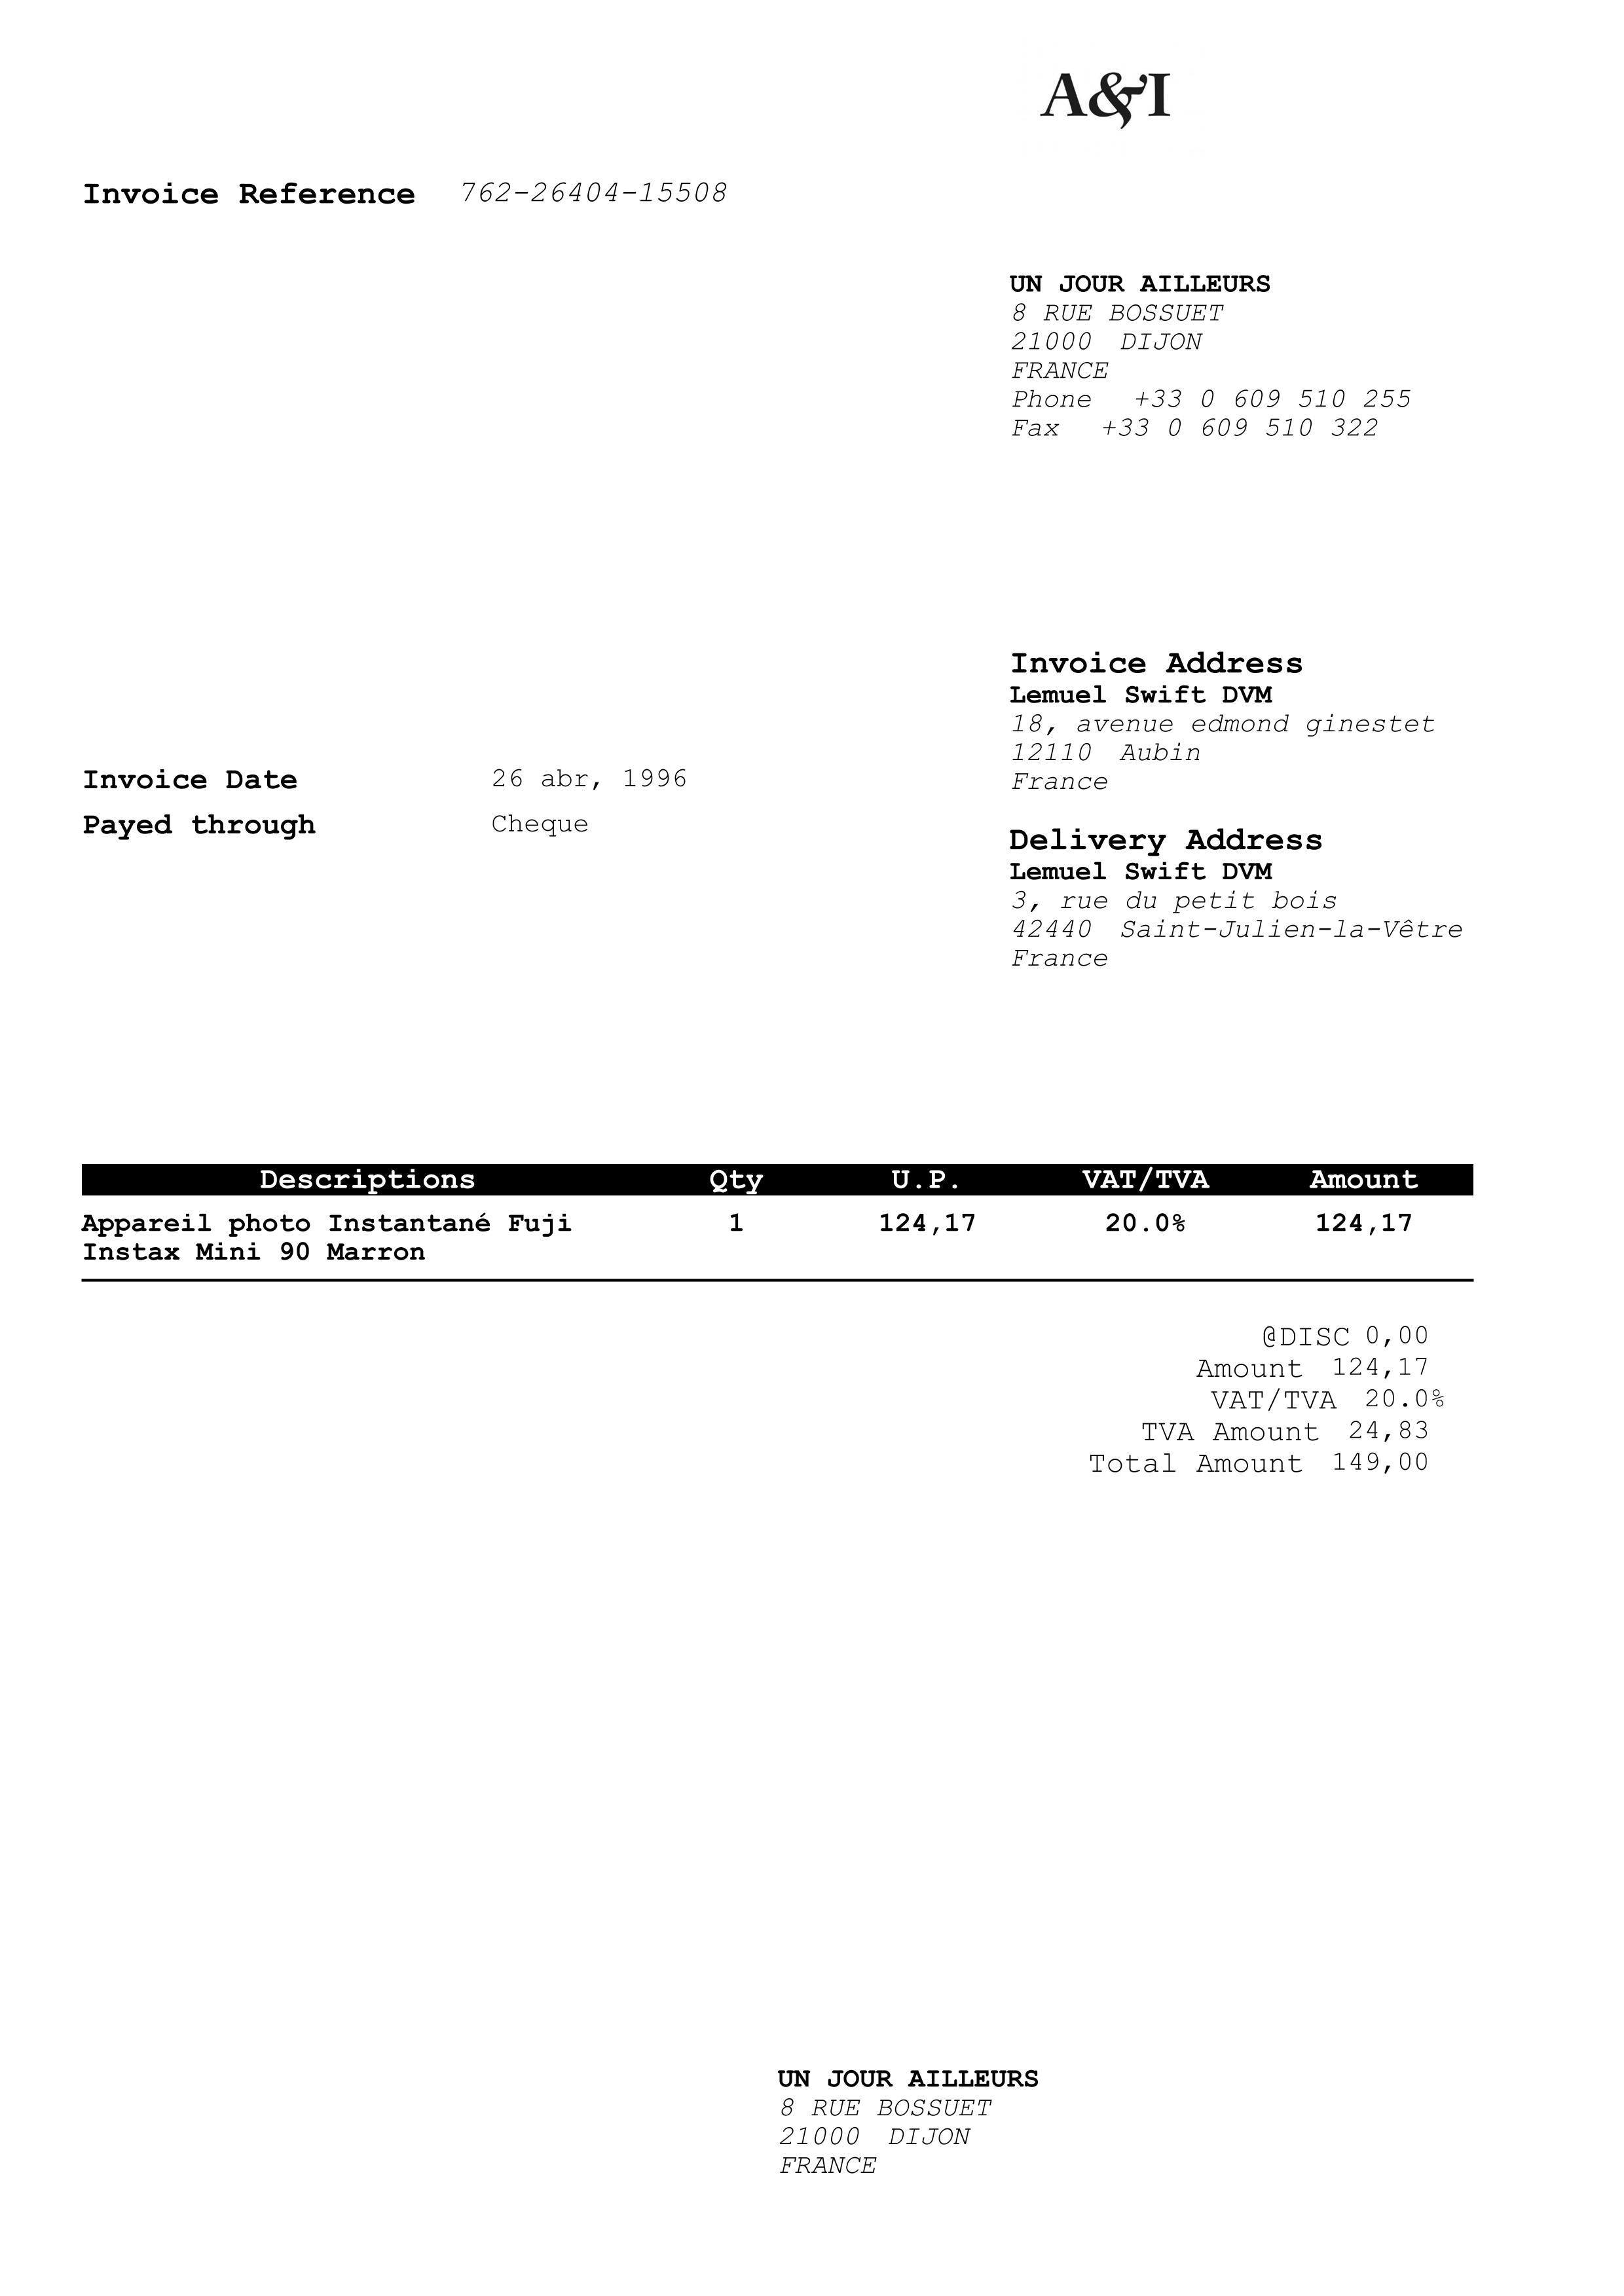 A&I
Invoice Reference 762-26404-15508
UN JOUR AILLEURS
8 RUE BOSSUET
21000 DIJON
FRANCE
Phone +33 0 609 510 255
Fax +33 0 609 510 322
Invoice Address
Lemuel Swift DVM
18, avenue edmond ginestet
12110 Aubin
France
Invoice Date 26 abr, 1996
Payed through Cheque
Delivery Address
Lemuel Swift DVM
3, rue du petit bois
42440 Saint-Julien-la-Vêtre
France
Descriptions Qty U.P. VAT/TVA Amount
Appareil photo Instantané Fuji 1 124,17 20.0% 124,17
Instax Mini 90 Marron
@DISC 0,00
Amount 124,17
VAT/TVA 20.0%
TVA Amount 24,83
Total Amount 149,00
UN JOUR AILLEURS
8 RUE BOSSUET
21000 DIJON
FRANCE